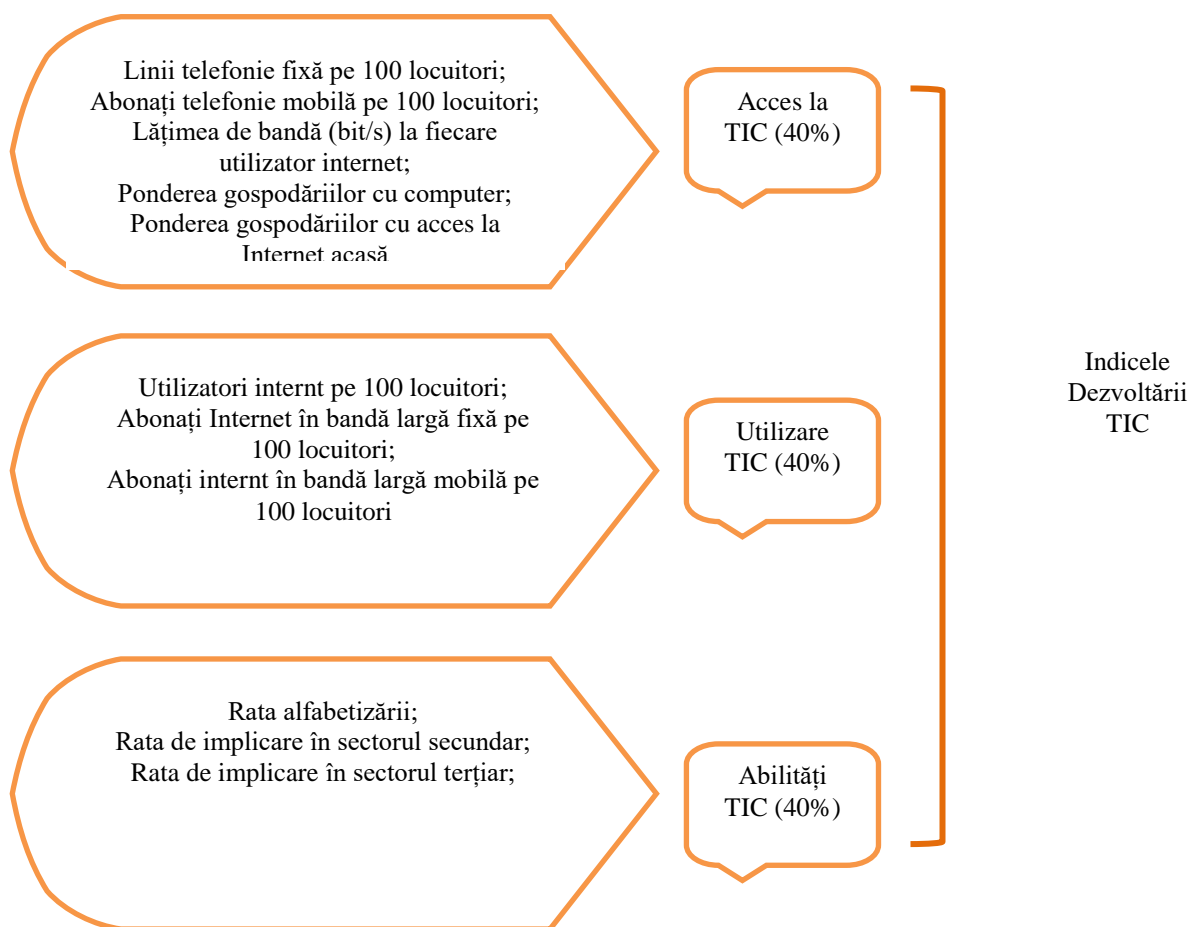 Linii telefonie fixă pe 100 locuitori;
Abonați telefonie mobilă pe 100 locuitori;
Lățimea de bandă (bit/s) la fiecare
utilizator internet;
Ponderea gospodăriilor cu computer;
Ponderea gospodăriilor cu acces la
Internet acasă
Acces la
TIC (40%)
Utilizatori internt pe 100 locuitori;
Abonați Internet în bandă largă fixă pe
100 locuitori;
Abonați internt în bandă largă mobilă pe
100 locuitori
Utilizare
TIC (40%)
Indicele
Dezvoltării
TIC
Rata alfabetizării;
Rata de implicare în sectorul secundar;
Rata de implicare în sectorul terțiar;
Abilități
TIC (40%)